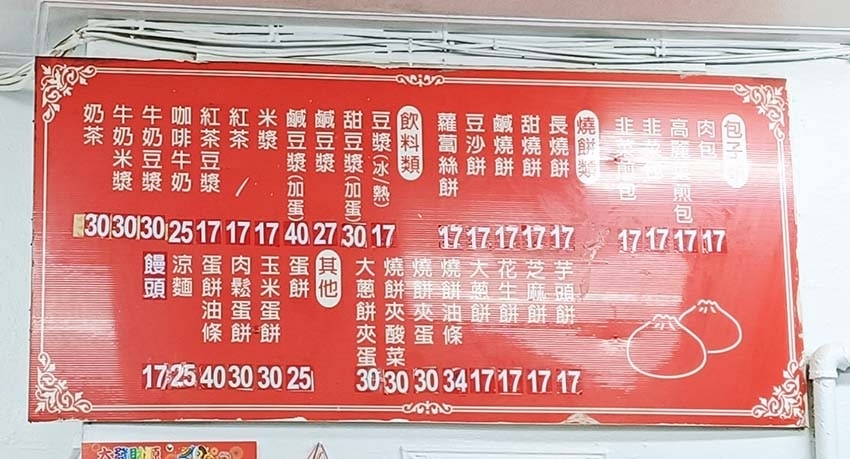 包子類
肉包 17
高麗菜煎包 17
韭菜包 17
韭菜煎包 17
燒餅類
長燒餅 17
甜燒餅 17
鹹燒餅 17
豆沙餅 17
蘿蔔絲餅 17
飲料類
豆漿(冰/熱) 17
甜豆漿(加蛋) 30
鹹豆漿 27
鹹豆漿(加蛋) 40
米漿 17
紅茶 17
紅茶豆漿 17
咖啡牛奶 25
牛奶豆漿 30
牛奶米漿 30
奶茶 30
芋頭餅 17
芝麻餅 17
花生餅 17
大蔥餅 17
燒餅油條 34
燒餅夾蛋 30
燒餅夾酸菜 30
大蔥餅夾蛋 30
其他
蛋餅 25
玉米蛋餅 30
肉鬆蛋餅 30
蛋餅油條 40
涼麵 25
饅頭 17